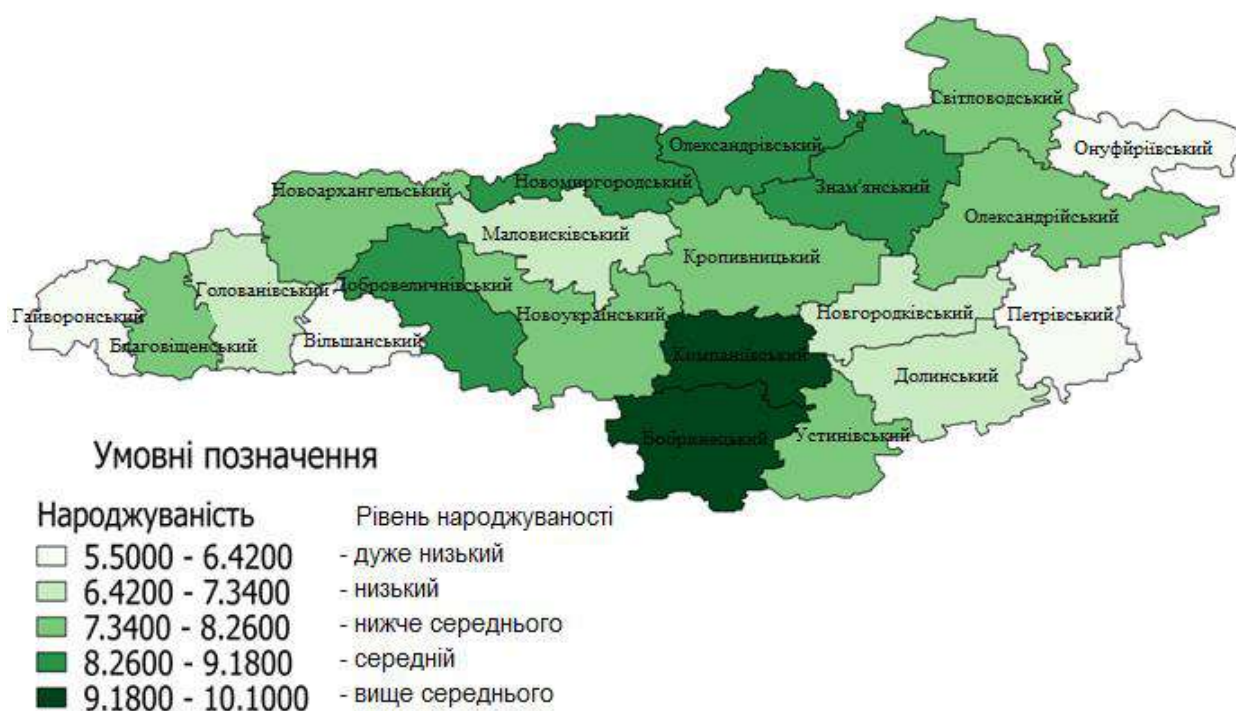 Світловодський
Онуфйріївський
Олександрівський
Новомиргородський
Знам'янський
Новоархангельський
Олександрійський
Маловисківський
Кропивницький
Голованівський
Добровеличнівський
Гайворонський
Новоукраїнський
Новгородківський
Петрівський
Вільшанський
Благовіщенський
Компаніївський
Долинський
Бобринецький
Устинівський
Умовні позначення
Народжуваність Рівень народжуваності
5.5000 - 6.4200 - дуже низький
6.4200 - 7.3400 - низький
7.3400 - 8.2600 - нижче середнього
8.2600 - 9.1800 - середній
9.1800 - 10.1000 - вище середнього